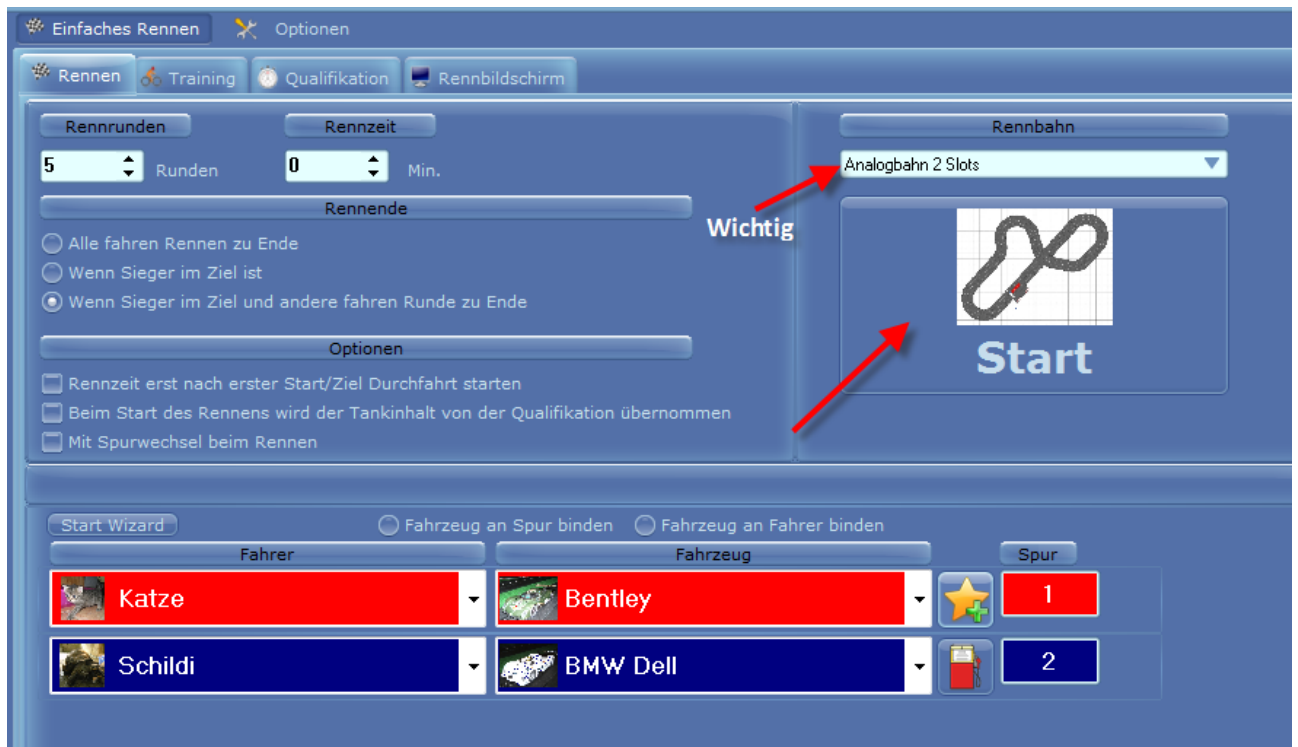 Einfaches Rennen Optionen
Rennen Training Qualifikation Rennbildschirm
Rennrunden Rennzeit
5 Runden 0 Min.
Rennende
Alle fahren Rennen zu Ende
Wenn Sieger im Ziel ist
Wenn Sieger im Ziel und andere fahren Runde zu Ende
Optionen
Rennzeit erst nach erster Start/Ziel Durchfahrt starten
Beim Start des Rennens wird der Tankinhalt von der Qualifikation übernommen
Mit Spurwechsel beim Rennen
Rennbahn
Analogbahn 2 Slots
Wichtig
Start
Start Wizard Fahrzeug an Spur binden Fahrzeug an Fahrer binden
Fahrer Fahrzeug Spur
Katze Bentley 1
Schildi BMW Dell 2